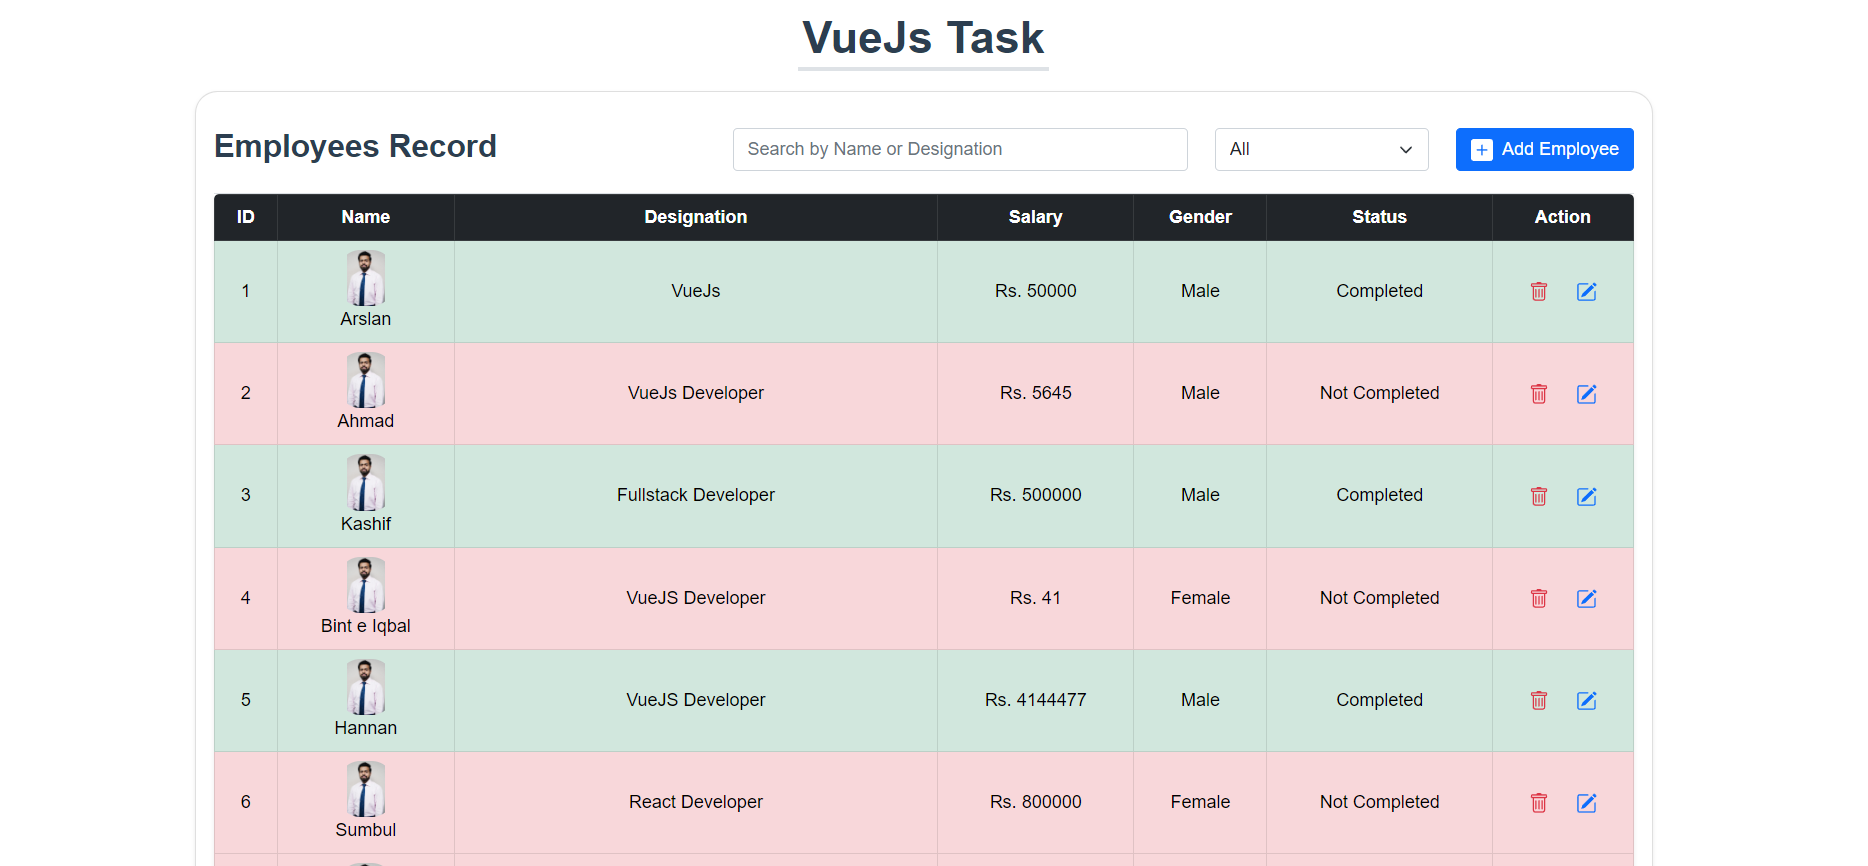 VueJs Task
Employees Record
Search by Name or Designation
All
Add Employee
ID Name Designation Salary Gender Status Action
1 Arslan VueJs Rs. 50000 Male Completed
2 Ahmad VueJs Developer Rs. 5645 Male Not Completed
3 Kashif Fullstack Developer Rs. 500000 Male Completed
4 Bint e Iqbal VueJS Developer Rs. 41 Female Not Completed
5 Hannan VueJS Developer Rs. 4144477 Male Completed
6 Sumbul React Developer Rs. 800000 Female Not Completed